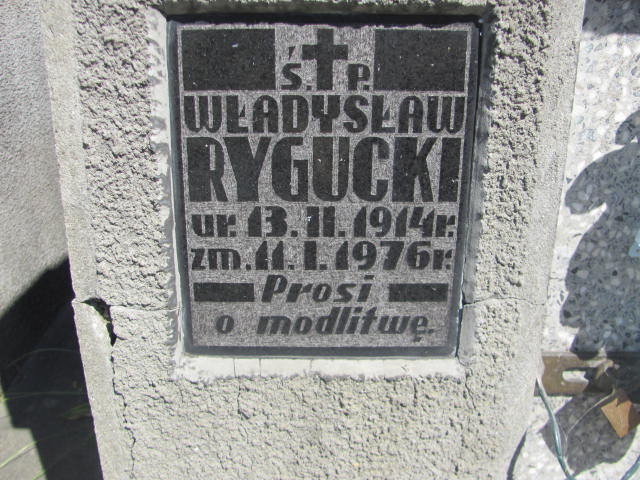 Ś. P.
WŁADYSŁAW
RYGUCKI
ur. 13. II. 1914r.
zm. 11. I. 1976r.
Prosi
o modlitwę.